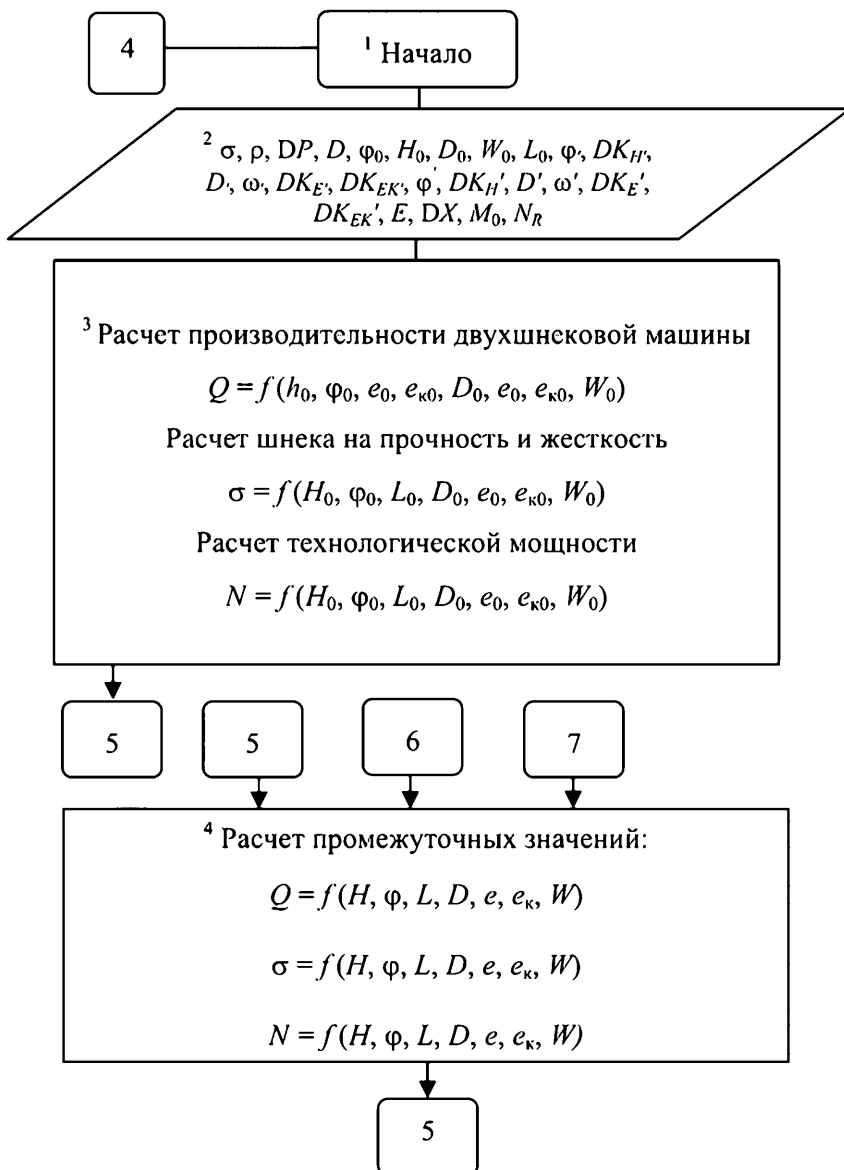 4
¹ Начало
² σ, ρ, DP, D, φ₀, H₀, D₀, W₀, L₀, φ,, DK_H',
D,, ω,, DK_E', DK_EK', φ', DK_H', D', ω', DK_E',
DK_EK', E, DX, M₀, N_R
³ Расчет производительности двухшнековой машины
Q = f(h₀, φ₀, e₀, e_к0, D₀, e₀, e_к0, W₀)
Расчет шнека на прочность и жесткость
σ = f(H₀, φ₀, L₀, D₀, e₀, e_к0, W₀)
Расчет технологической мощности
N = f(H₀, φ₀, L₀, D₀, e₀, e_к0, W₀)
5 5 6 7
⁴ Расчет промежуточных значений:
Q = f(H, φ, L, D, e, e_к, W)
σ = f(H, φ, L, D, e, e_к, W)
N = f(H, φ, L, D, e, e_к, W)
5